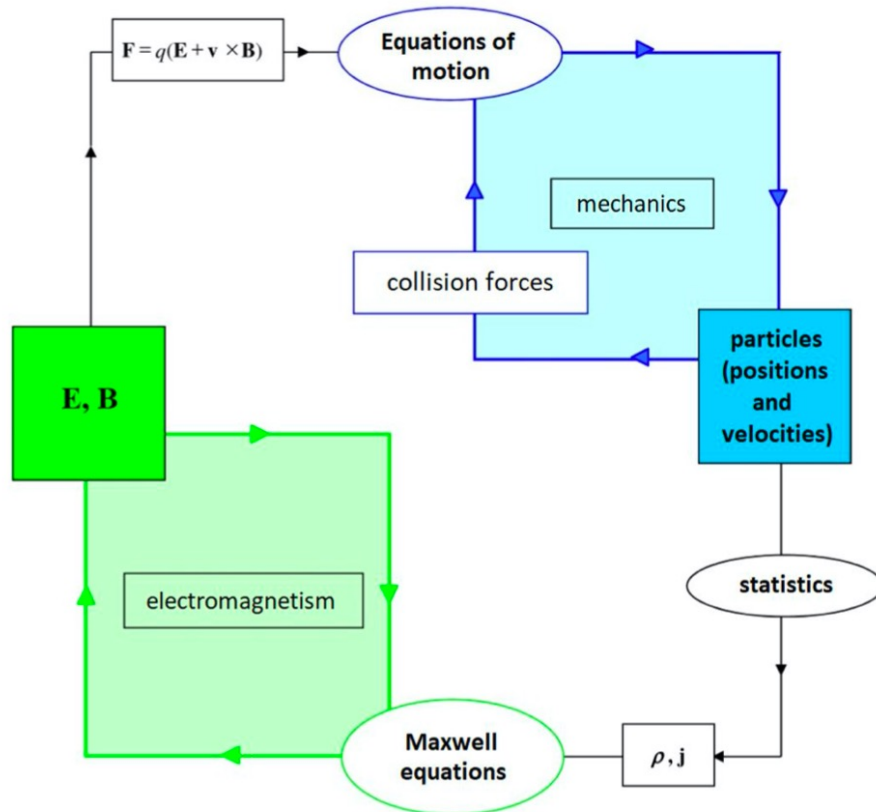 F = q(E + v × B)
Equations of
motion
mechanics
collision forces
particles
(positions
and
velocities)
E, B
electromagnetism
statistics
Maxwell
equations
ρ, j